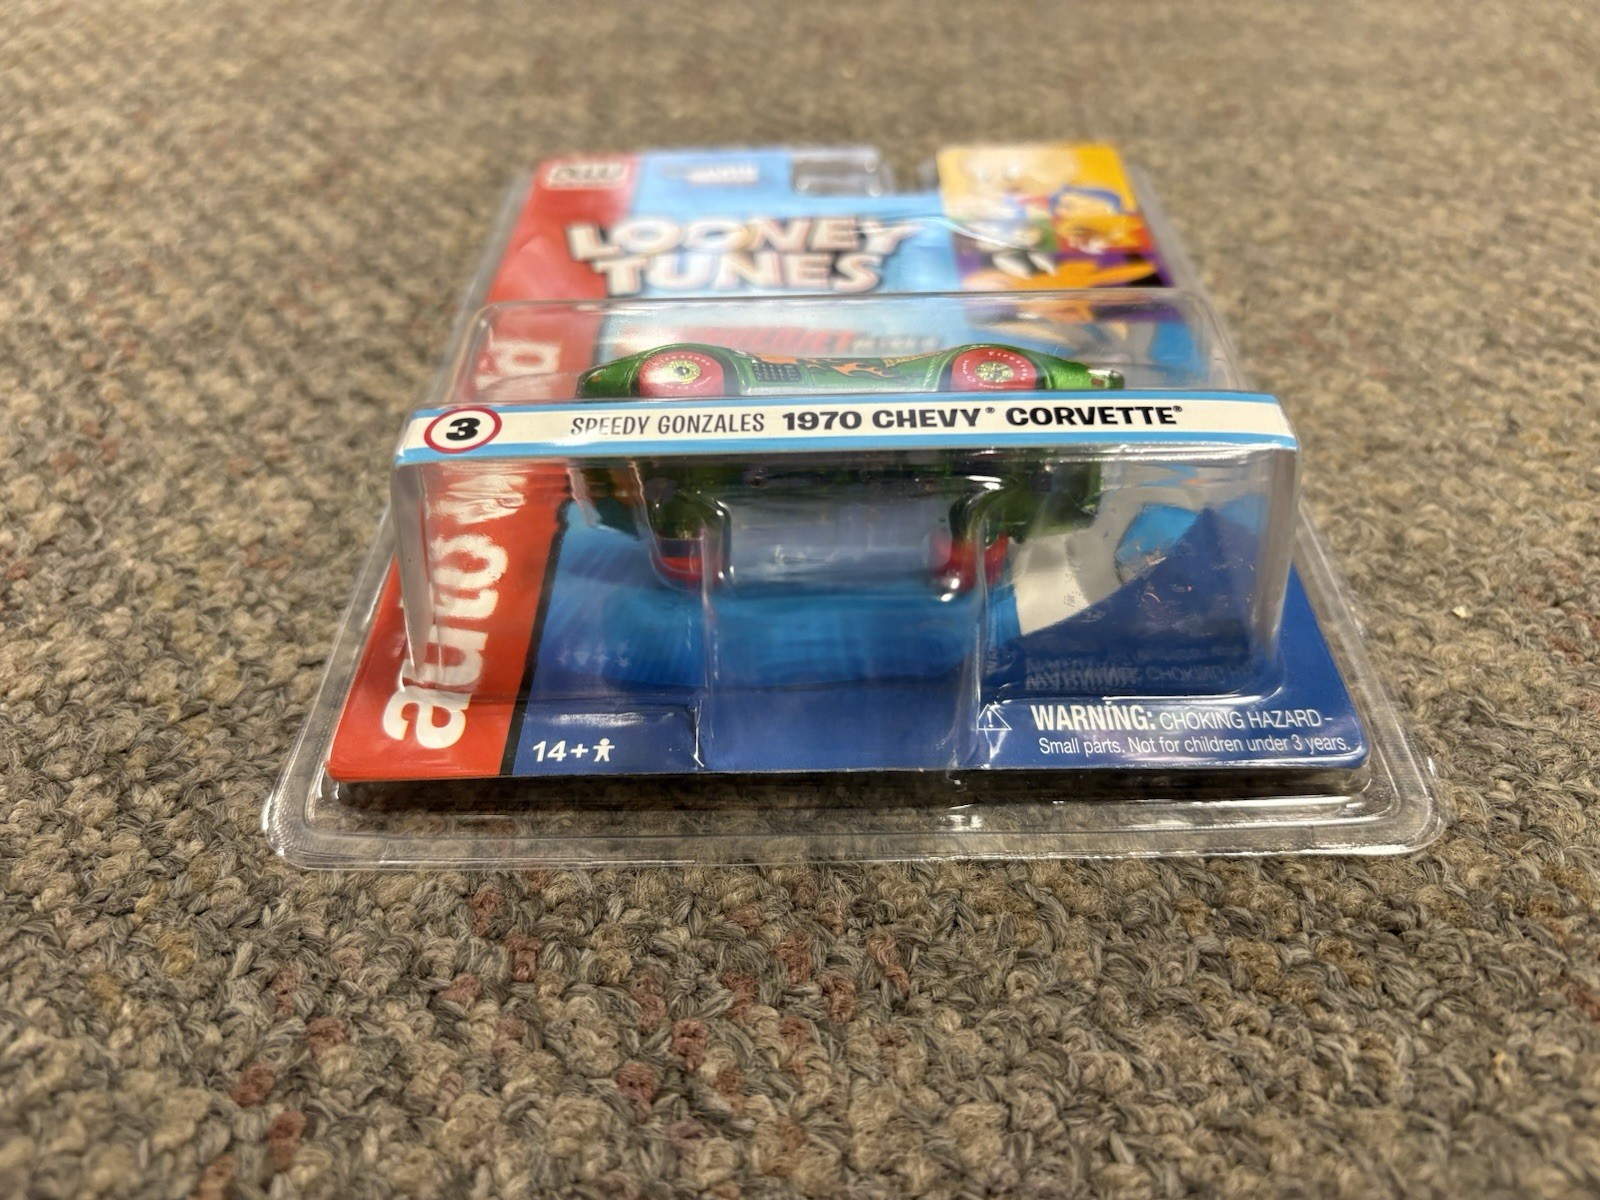 LOONEY
TUNES
3 SPEEDY GONZALES 1970 CHEVY® CORVETTE®
auto w
14+
WARNING: CHOKING HAZARD -
Small parts. Not for children under 3 years.